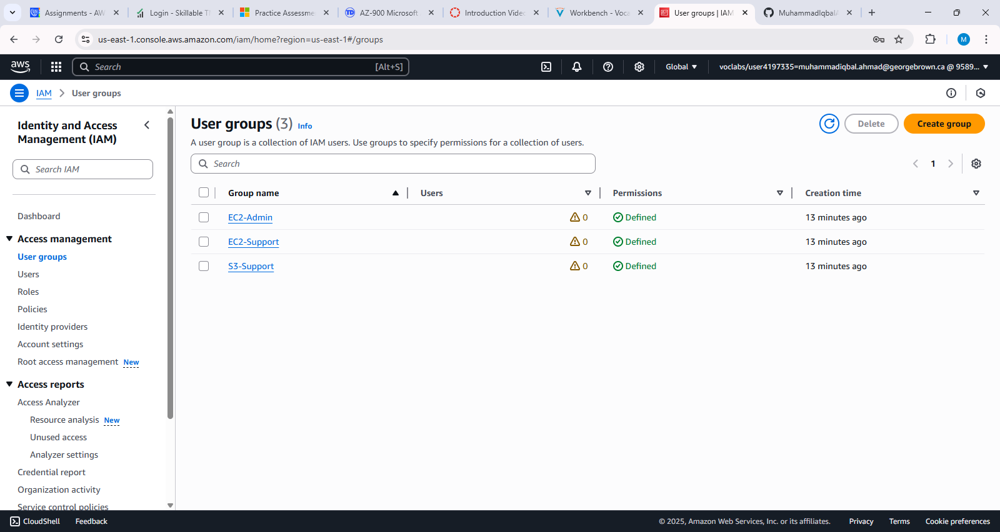 Assignments - AW
Login - Skillable T
Practice Assessme
AZ-900 Microsoft
Introduction Vide
Workbench - Voca
User groups | IAM
MuhammadIqbalA
us-east-1.console.aws.amazon.com/iam/home?region=us-east-1#/groups
M
aws
Search
[Alt+S]
Global
voclabs/user4197335=muhammadiqbal.ahmad@georgebrown.ca @ 9589...
IAM
User groups
Identity and Access
Management (IAM)
Search IAM
Dashboard
Access management
User groups
Users
Roles
Policies
Identity providers
Account settings
Root access management New
Access reports
Access Analyzer
Resource analysis New
Unused access
Analyzer settings
Credential report
Organization activity
Service control policies
User groups (3) Info
Delete
Create group
A user group is a collection of IAM users. Use groups to specify permissions for a collection of users.
Search
1
Group name Users Permissions Creation time
EC2-Admin 0 Defined 13 minutes ago
EC2-Support 0 Defined 13 minutes ago
S3-Support 0 Defined 13 minutes ago
CloudShell Feedback © 2025, Amazon Web Services, Inc. or its affiliates. Privacy Terms Cookie preferences